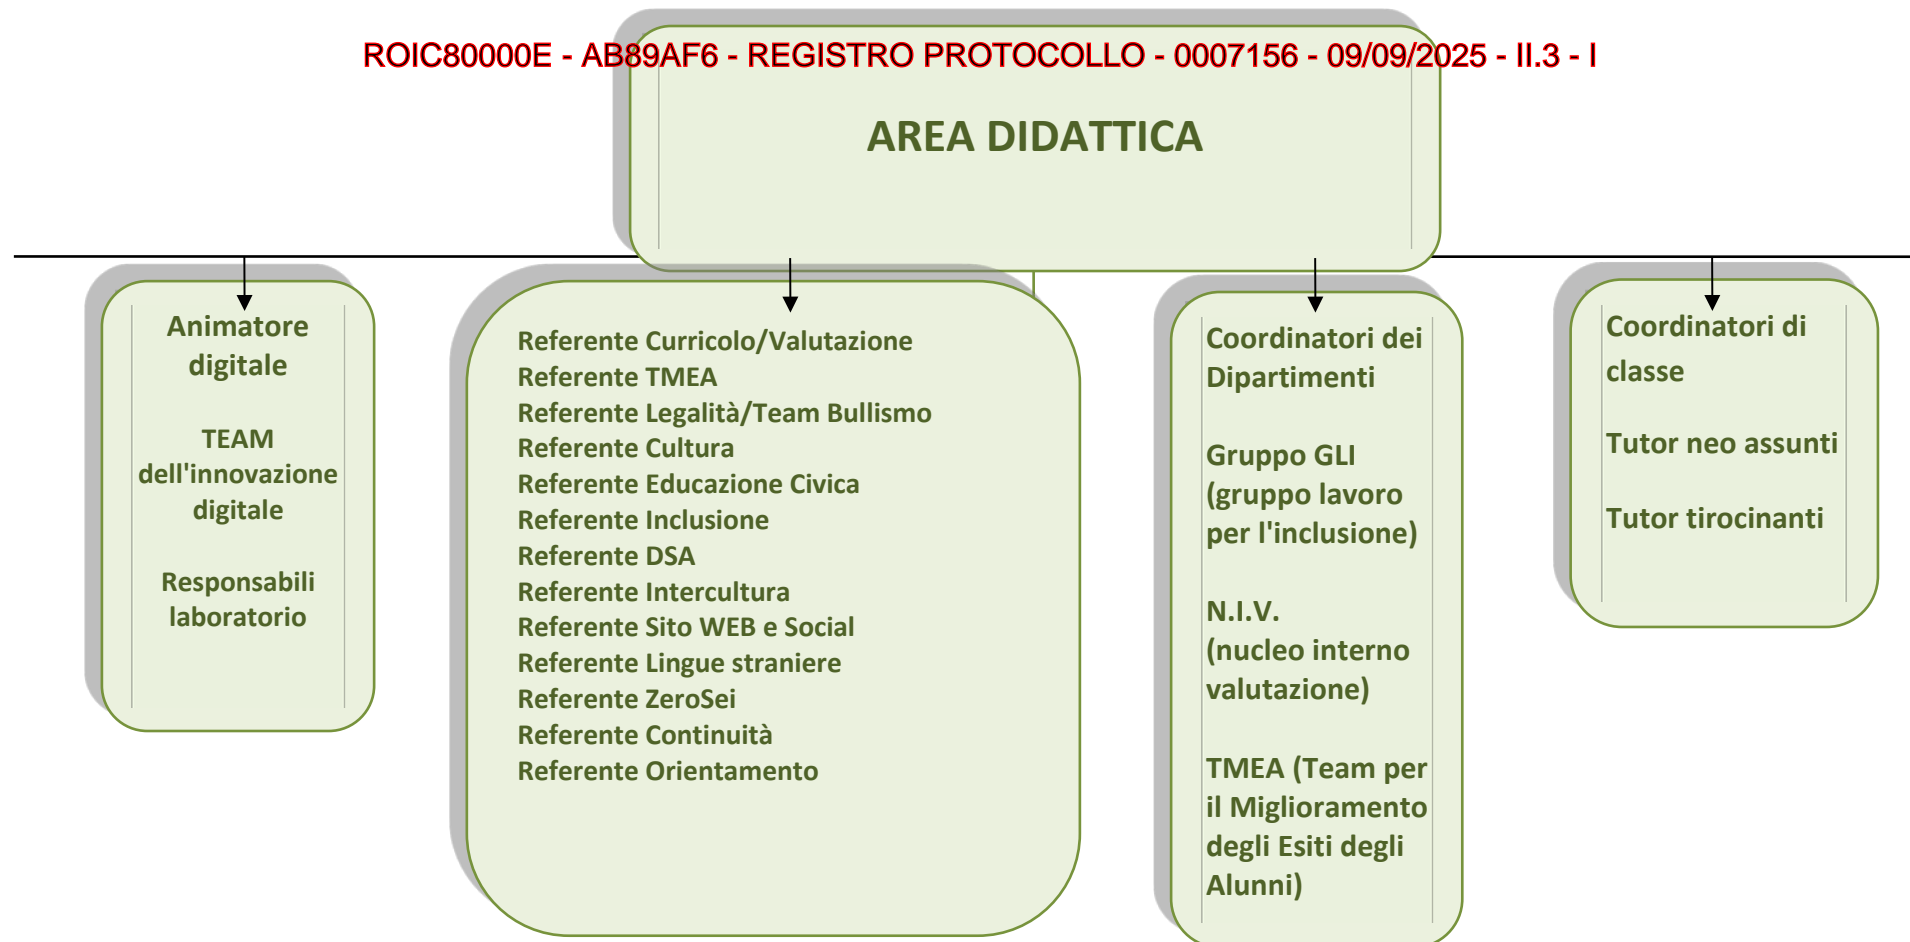 ROIC80000E - AB89AF6 - REGISTRO PROTOCOLLO - 0007156 - 09/09/2025 - II.3 - I
AREA DIDATTICA
Animatore
digitale
TEAM
dell'innovazione
digitale
Responsabili
laboratorio
Referente Curricolo/Valutazione
Referente TMEA
Referente Legalità/Team Bullismo
Referente Cultura
Referente Educazione Civica
Referente Inclusione
Referente DSA
Referente Intercultura
Referente Sito WEB e Social
Referente Lingue straniere
Referente ZeroSei
Referente Continuità
Referente Orientamento
Coordinatori dei
Dipartimenti
Gruppo GLI
(gruppo lavoro
per l'inclusione)
N.I.V.
(nucleo interno
valutazione)
TMEA (Team per
il Miglioramento
degli Esiti degli
Alunni)
Coordinatori di
classe
Tutor neo assunti
Tutor tirocinanti